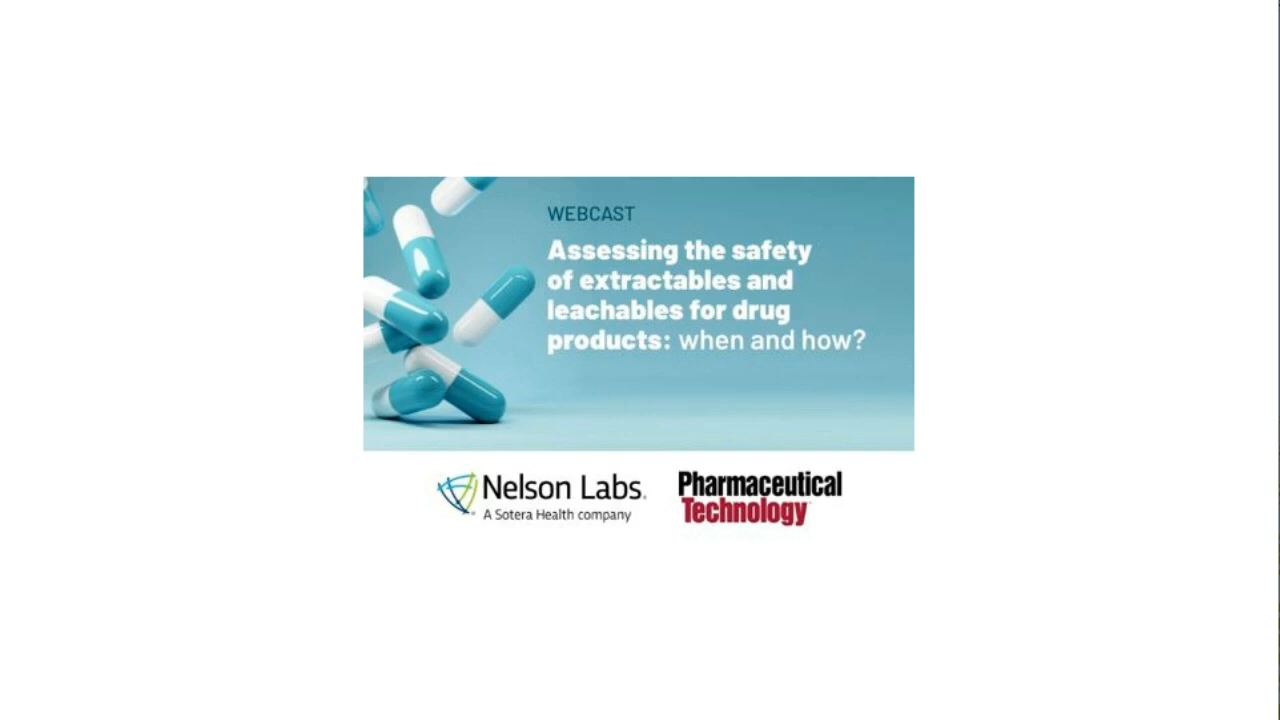 WEBCAST
Assessing the safety
of extractables and
leachables for drug
products: when and how?
Nelson Labs.
A Sotera Health company
Pharmaceutical
Technology